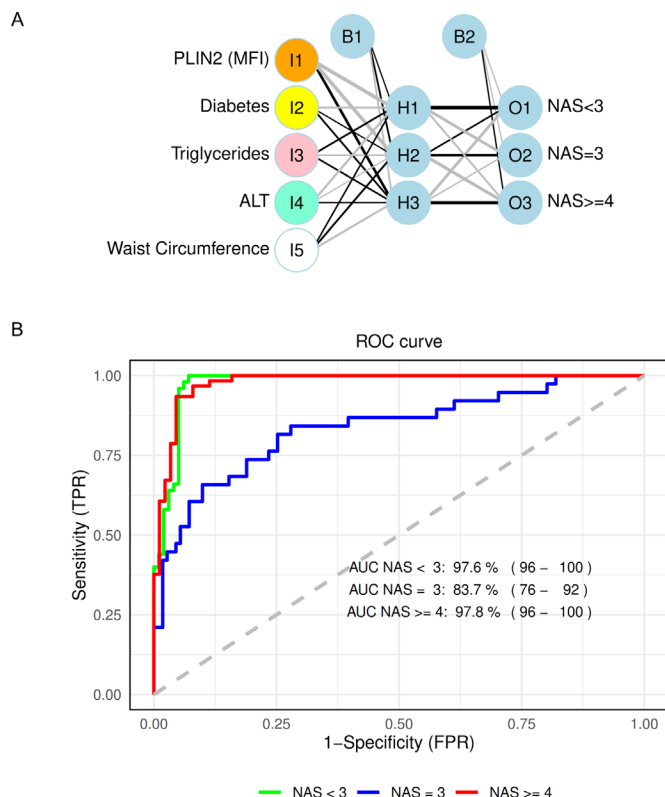 A
B1 B2
PLIN2 (MFI) I1
Diabetes I2 H1 O1 NAS<3
Triglycerides I3 H2 O2 NAS=3
ALT I4 H3 O3 NAS>=4
Waist Circumference I5
B
ROC curve
1.00
0.75
0.50
0.25
0.00
Sensitivity (TPR)
AUC NAS < 3: 97.6 % ( 96 − 100 )
AUC NAS = 3: 83.7 % ( 76 − 92 )
AUC NAS >= 4: 97.8 % ( 96 − 100 )
0.00 0.25 0.50 0.75 1.00
1−Specificity (FPR)
NAS < 3 NAS = 3 NAS >= 4